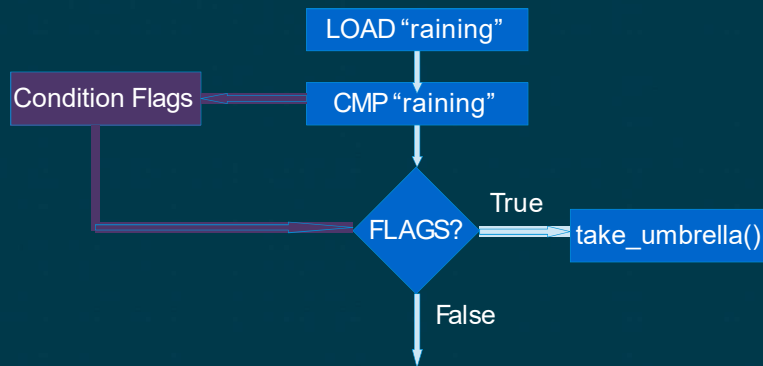 LOAD “raining”
Condition Flags
CMP “raining”
True
FLAGS?
take_umbrella()
False